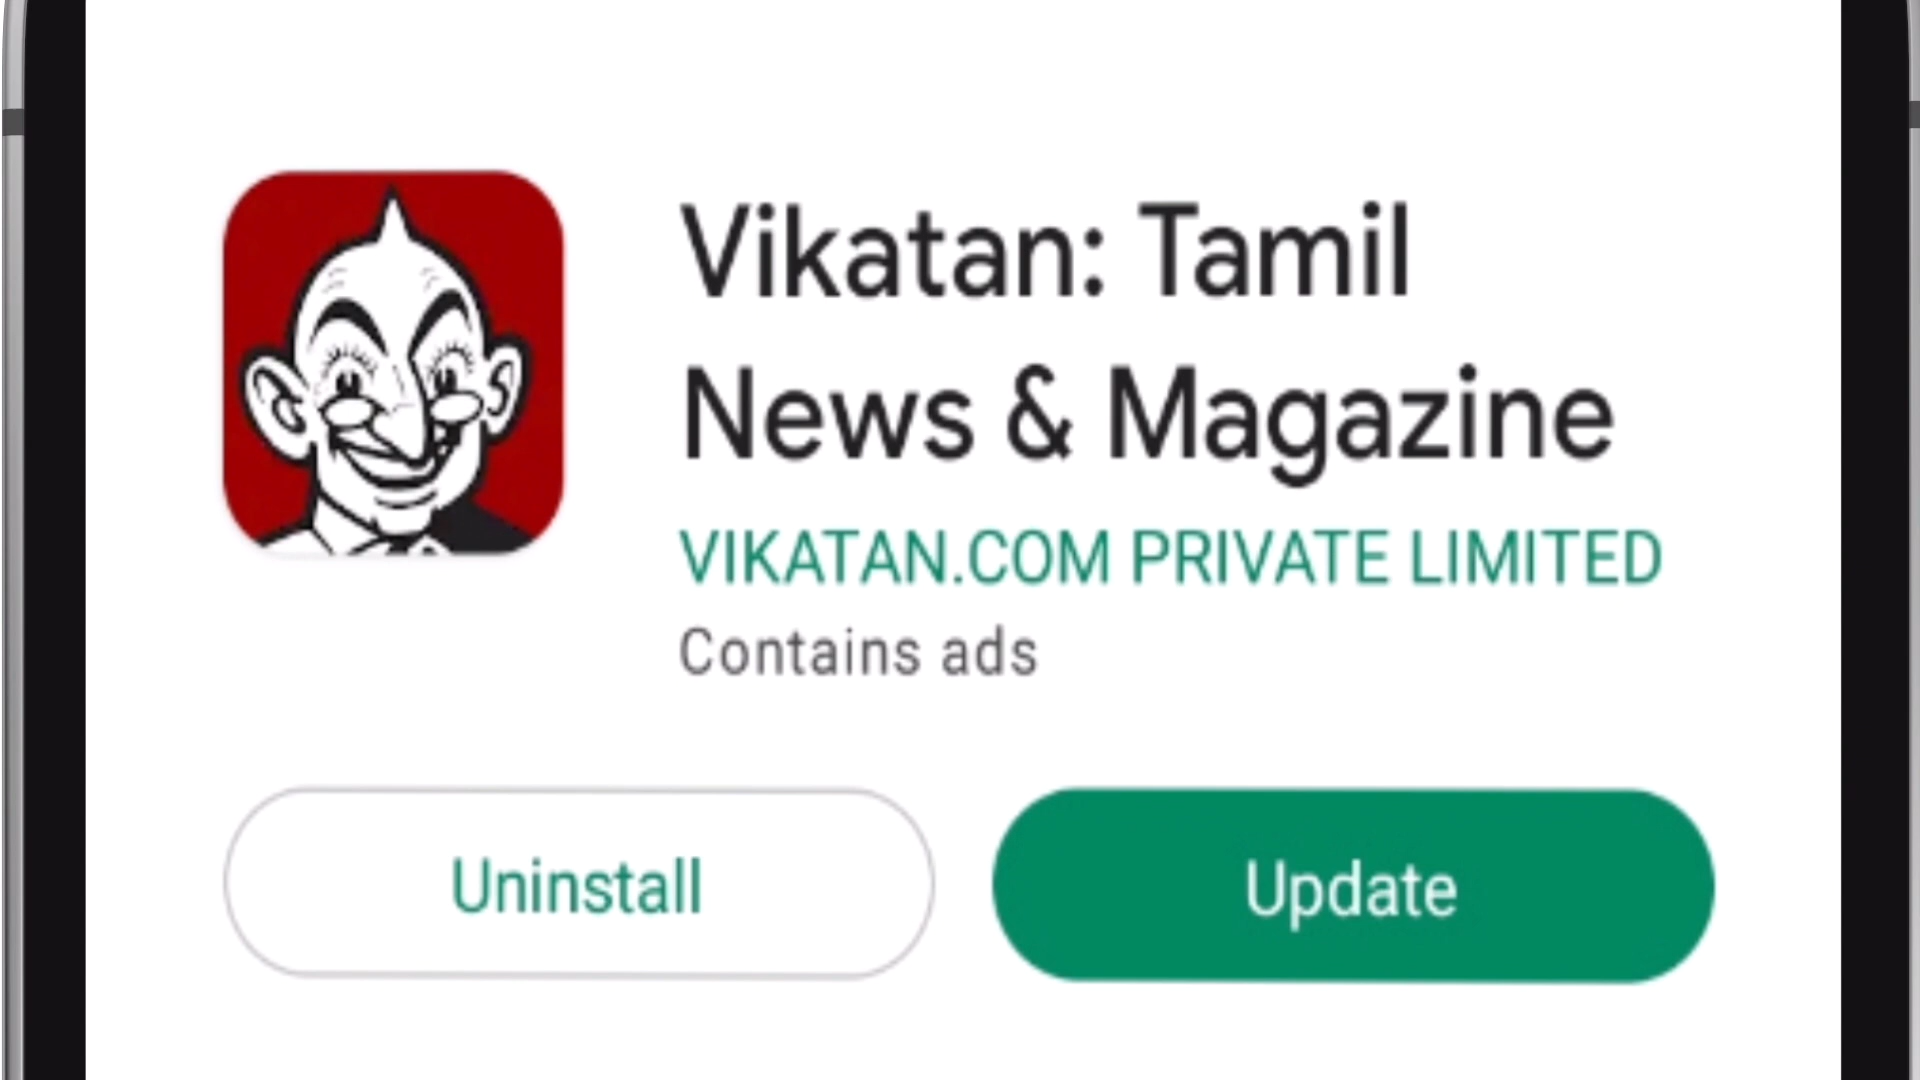 Vikatan: Tamil
News & Magazine
VIKATAN.COM PRIVATE LIMITED
Contains ads
Uninstall
Update